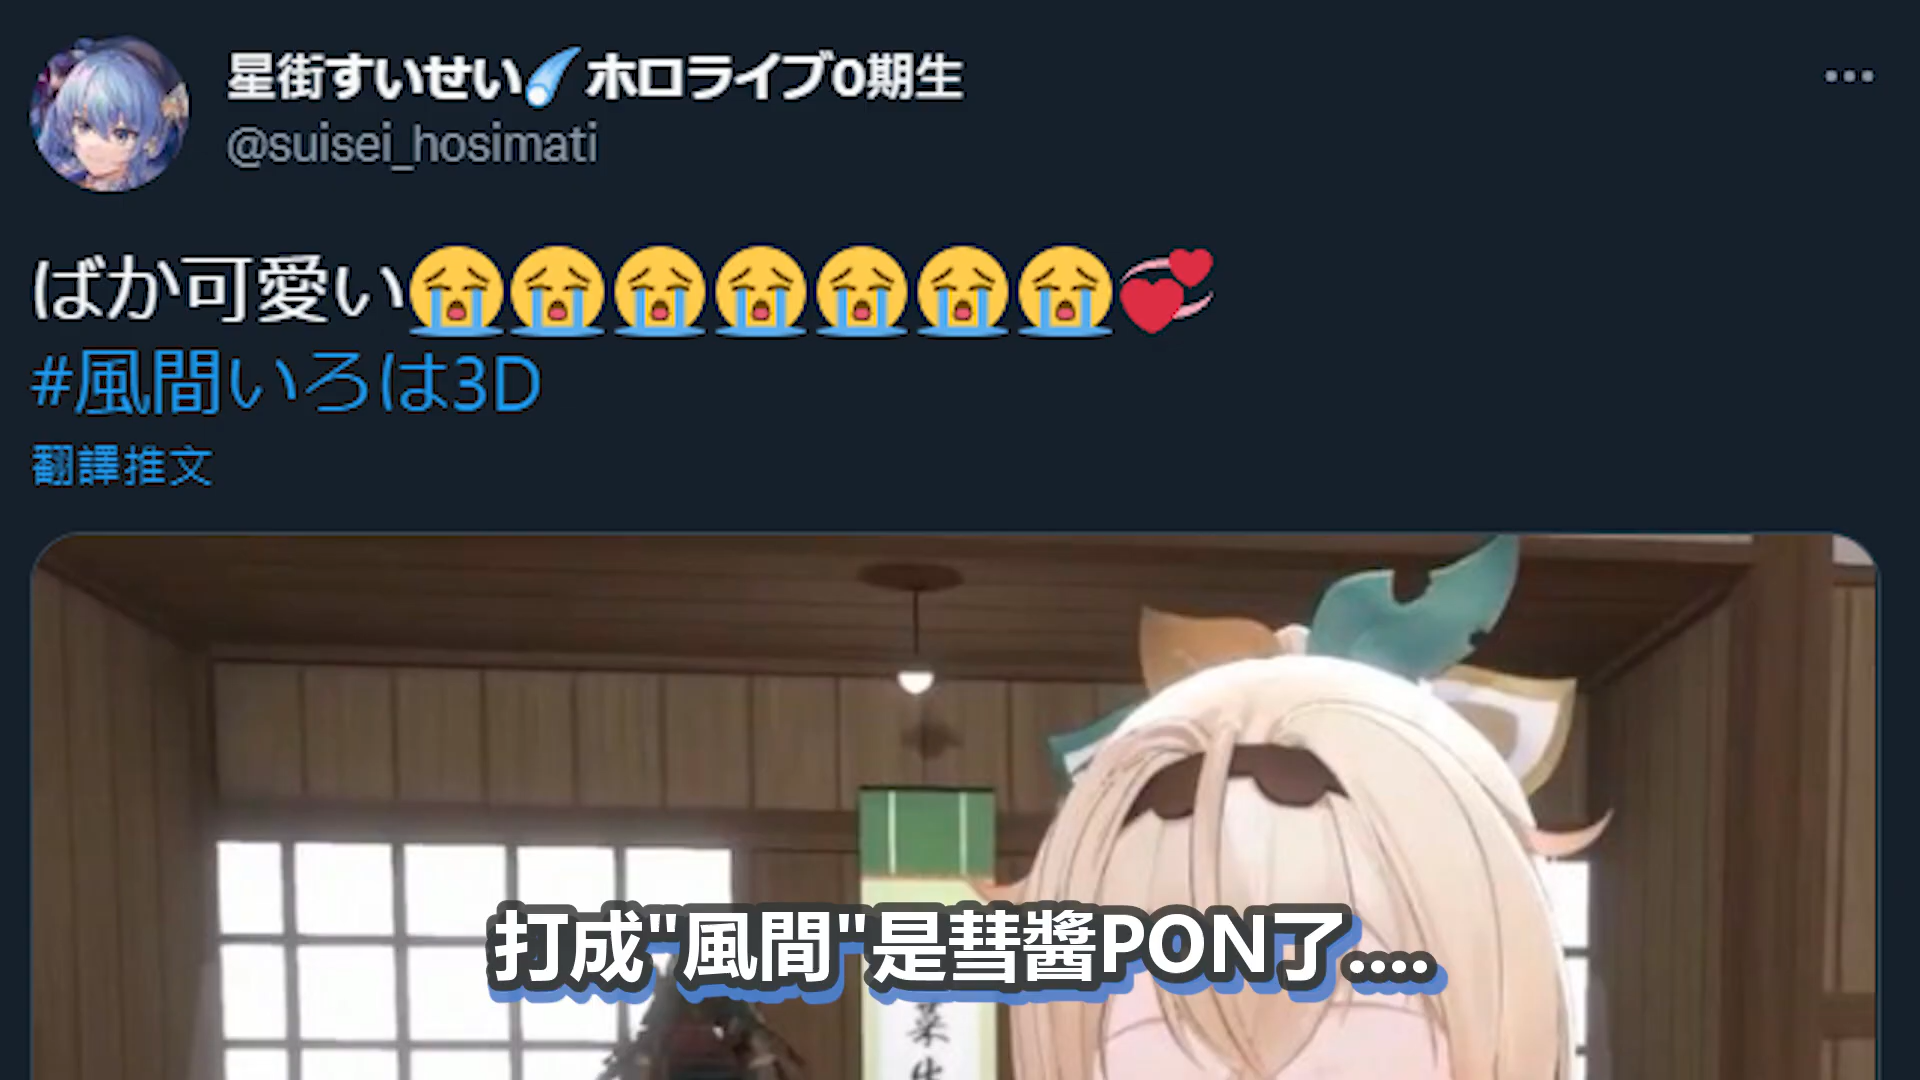 星街すいせい☄️ホロライブ0期生
@suisei_hosimati
ばか可愛い😭😭😭😭😭😭😭💞
#風間いろは3D
翻譯推文
打成"風間"是彗醬PON了....
菜